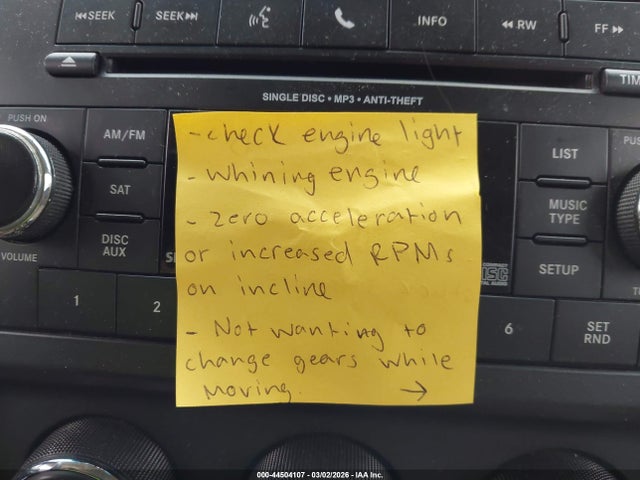 SEEK
SEEK
INFO
RW
FF
TIM
SINGLE DISC • MP3 • ANTI-THEFT
PUSH ON
AM/FM
SAT
DISC
AUX
VOLUME
1
2
- check engine light
- Whining engine
- zero acceleration
or increased RPMs
on incline
- Not wanting to
change gears while
moving. →
LIST
MUSIC
TYPE
SETUP
6
SET
RND
000-44504107 - 03/02/2026 - IAA Inc.